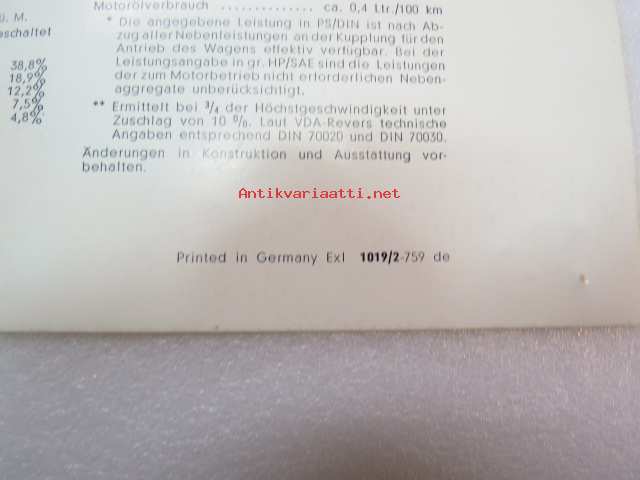 ü. M.
eschaltet
38,8%
18,9%
12,2%
7,5%
4,8%
Motorölverbrauch .............. ca. 0,4 Ltr./100 km
* Die angegebene Leistung in PS/DIN ist nach Ab-
zug aller Nebenleistungen an der Kupplung für den
Antrieb des Wagens effektiv verfügbar. Bei der
Leistungsangabe in gr. HP/SAE sind die Leistungen
der zum Motorbetrieb nicht erforderlichen Neben-
aggregate unberücksichtigt.
** Ermittelt bei ¾ der Höchstgeschwindigkeit unter
Zuschlag von 10 %. Laut VDA-Revers technische
Angaben entsprechend DIN 70020 und DIN 70030.
Änderungen in Konstruktion und Ausstattung vor-
behalten.
Antikvariaatti.net
Printed in Germany Exl 1019/2-759 de